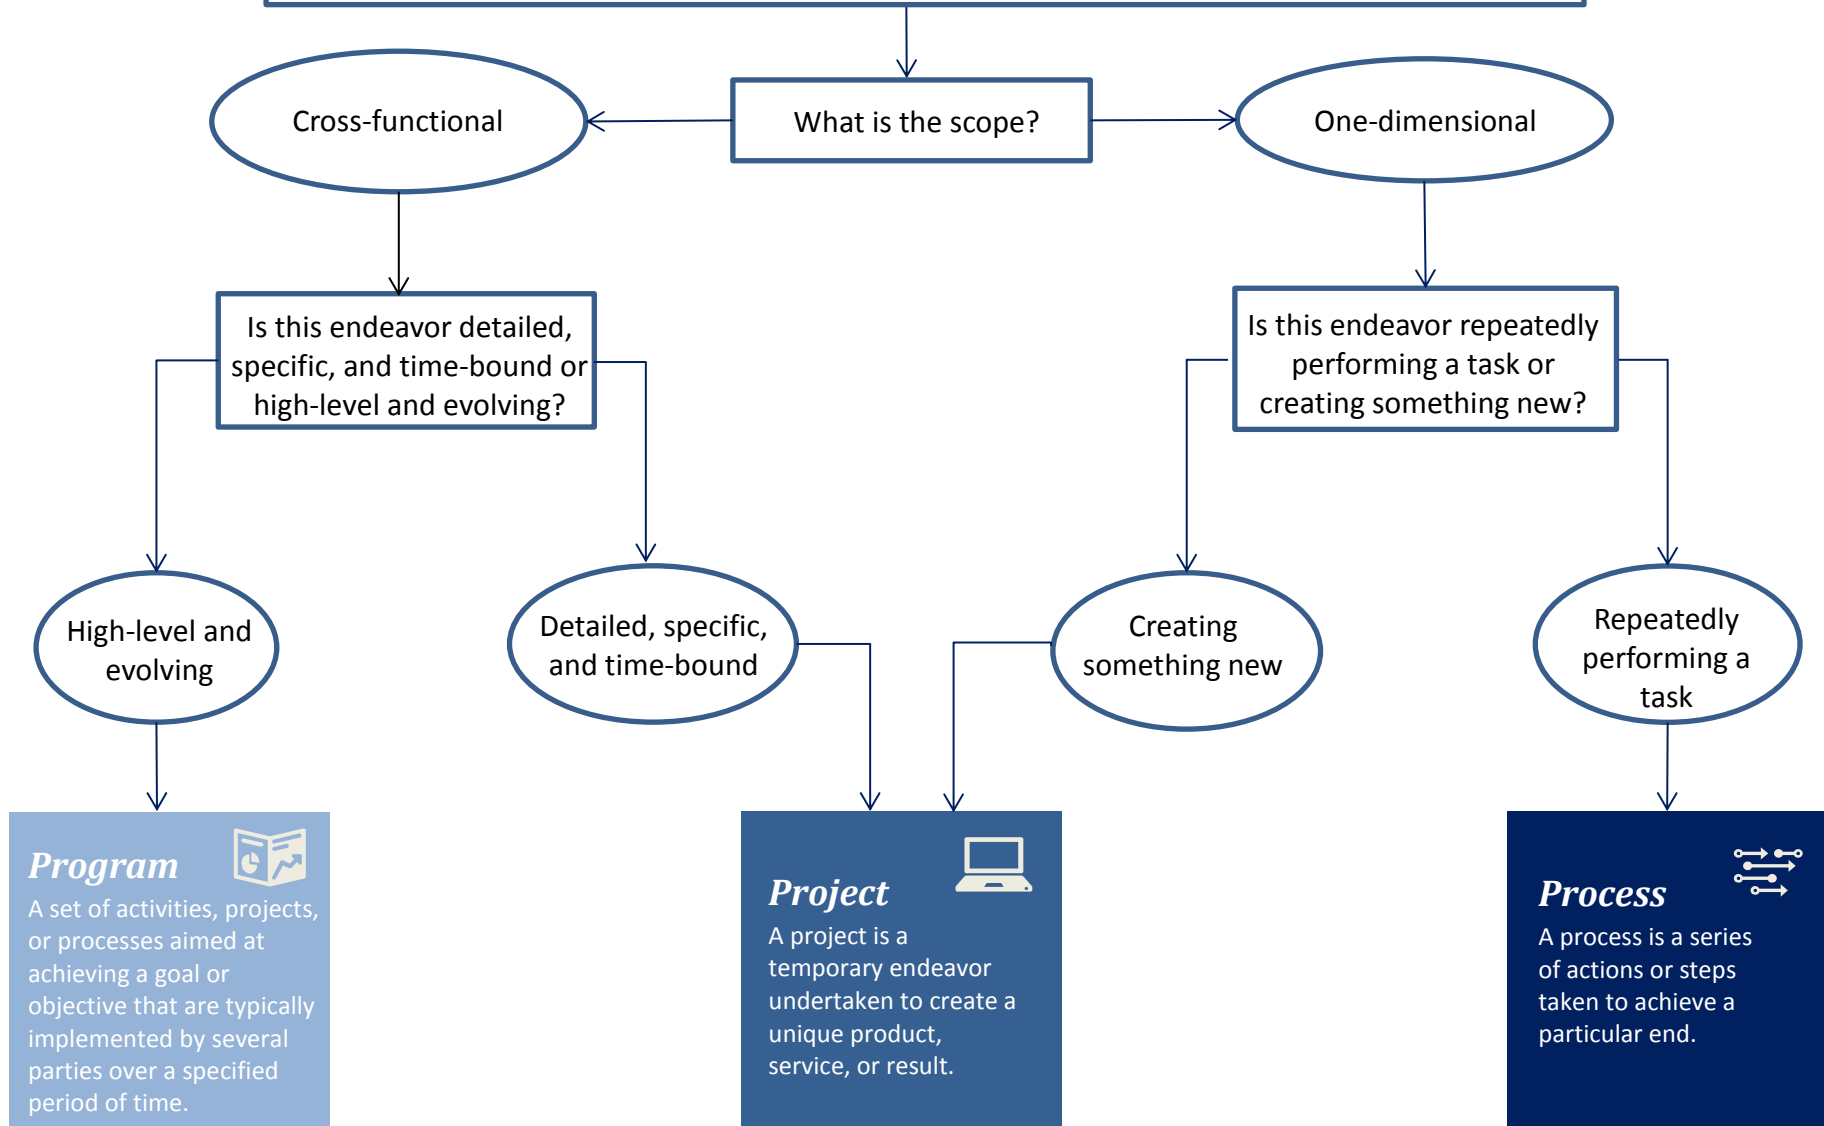 Cross-functional
What is the scope?
One-dimensional
Is this endeavor detailed,
specific, and time-bound or
high-level and evolving?
Is this endeavor repeatedly
performing a task or
creating something new?
High-level and
evolving
Detailed, specific,
and time-bound
Creating
something new
Repeatedly
performing a
task
Program
A set of activities, projects,
or processes aimed at
achieving a goal or
objective that are typically
implemented by several
parties over a specified
period of time.
Project
A project is a
temporary endeavor
undertaken to create a
unique product,
service, or result.
Process
A process is a series
of actions or steps
taken to achieve a
particular end.